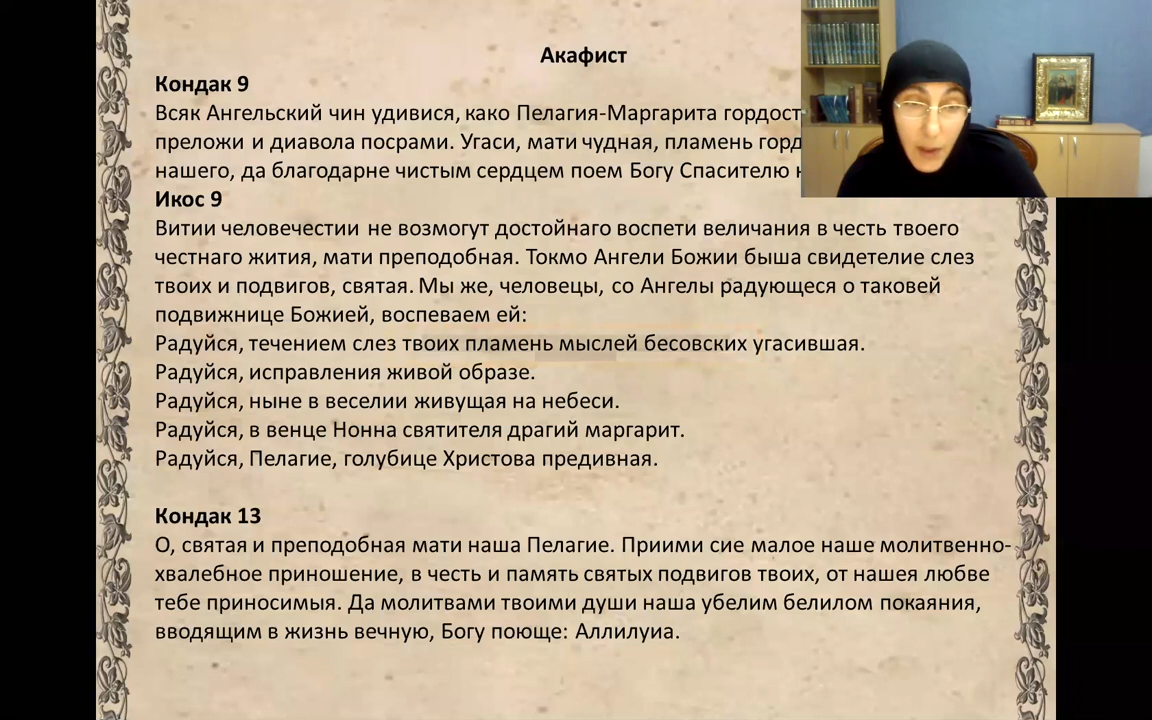 Акафист
Кондак 9
Всяк Ангельский чин удивися, како Пелагия-Маргарита
преложи и диавола посрами. Угаси, мати чудная, пламень
нашего, да благодарне чистым сердцем поем Богу Спасителю
Икос 9
Витии человечестии не возмогут достойнаго воспети величания в честь твоего
честнаго жития, мати преподобная. Токмо Ангели Божии быша свидетелие слез
твоих и подвигов, святая. Мы же, человецы, со Ангелы радующеся о таковей
подвижнице Божией, воспеваем ей:
Радуйся, течением слез твоих пламень мыслей бесовских угасившая.
Радуйся, исправления живой образе.
Радуйся, ныне в веселии живущая на небеси.
Радуйся, в венце Нонна святителя драгий маргарит.
Радуйся, Пелагие, голубице Христова предивная.
Кондак 13
О, святая и преподобная мати наша Пелагие. Приими сие малое наше молитвенно-
хвалебное приношение, в честь и память святых подвигов твоих, от нашея любве
тебе приносимыя. Да молитвами твоими души наша убелим белилом покаяния,
вводящим в жизнь вечную, Богу поюще: Аллилуиа.